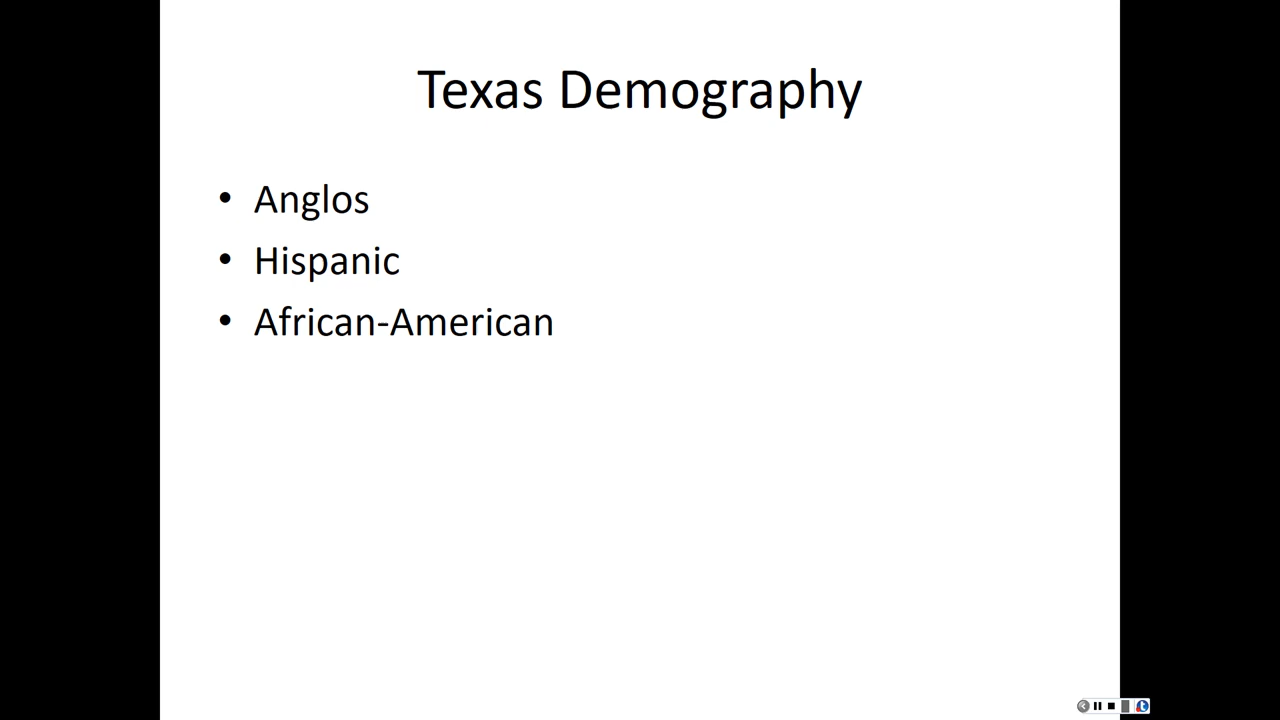 Texas Demography
• Anglos
• Hispanic
• African-American